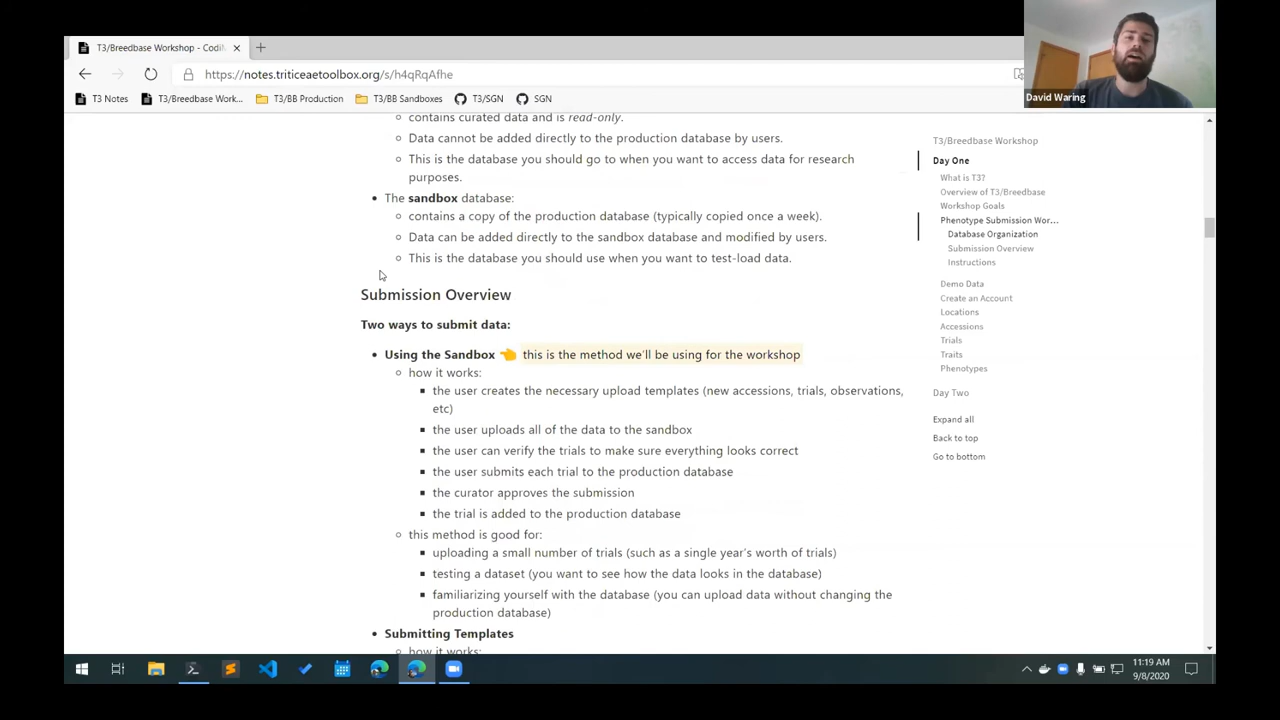 T3/Breedbase Workshop - CodiM
https://notes.triticeaetoolbox.org/s/h4qRqAfhe
T3 Notes
T3/Breedbase Work...
T3/BB Production
T3/BB Sandboxes
T3/SGN
SGN
David Waring
contains curated data and is read-only.
Data cannot be added directly to the production database by users.
This is the database you should go to when you want to access data for research
purposes.
The sandbox database:
contains a copy of the production database (typically copied once a week).
Data can be added directly to the sandbox database and modified by users.
This is the database you should use when you want to test-load data.
Submission Overview
Two ways to submit data:
Using the Sandbox 👈 this is the method we'll be using for the workshop
how it works:
the user creates the necessary upload templates (new accessions, trials, observations,
etc)
the user uploads all of the data to the sandbox
the user can verify the trials to make sure everything looks correct
the user submits each trial to the production database
the curator approves the submission
the trial is added to the production database
this method is good for:
uploading a small number of trials (such as a single year's worth of trials)
testing a dataset (you want to see how the data looks in the database)
familiarizing yourself with the database (you can upload data without changing the
production database)
Submitting Templates
how it works:
T3/Breedbase Workshop
Day One
What is T3?
Overview of T3/Breedbase
Workshop Goals
Phenotype Submission Wor...
Database Organization
Submission Overview
Instructions
Demo Data
Create an Account
Locations
Accessions
Trials
Traits
Phenotypes
Day Two
Expand all
Back to top
Go to bottom
11:19 AM
9/8/2020